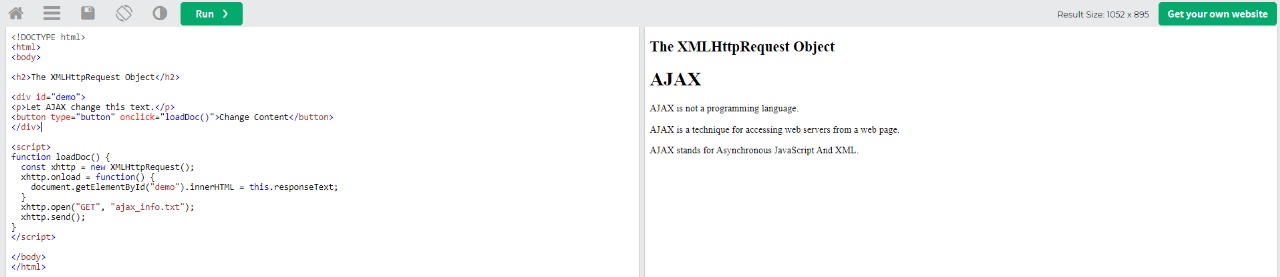 Run ❯
Result Size: 1052 x 895
Get your own website
<!DOCTYPE html>
<html>
<body>
<h2>The XMLHttpRequest Object</h2>
<div id="demo">
<p>Let AJAX change this text.</p>
<button type="button" onclick="loadDoc()">Change Content</button>
</div>
<script>
function loadDoc() {
  const xhttp = new XMLHttpRequest();
  xhttp.onload = function() {
    document.getElementById("demo").innerHTML = this.responseText;
  }
  xhttp.open("GET", "ajax_info.txt");
  xhttp.send();
}
</script>
</body>
</html>
The XMLHttpRequest Object
AJAX
AJAX is not a programming language.
AJAX is a technique for accessing web servers from a web page.
AJAX stands for Asynchronous JavaScript And XML.